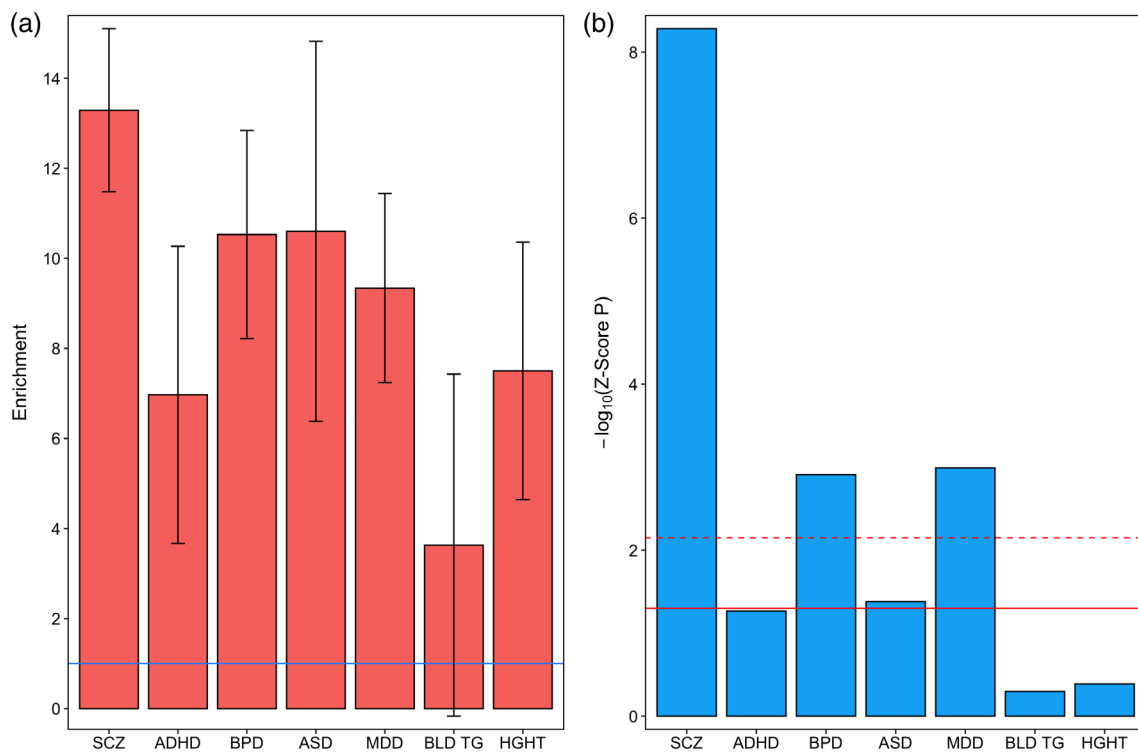 (a)
Enrichment
14
12
10
8
6
4
2
0
SCZ ADHD BPD ASD MDD BLD TG HGHT
(b)
−log₁₀(Z-Score P)
8
6
4
2
0
SCZ ADHD BPD ASD MDD BLD TG HGHT